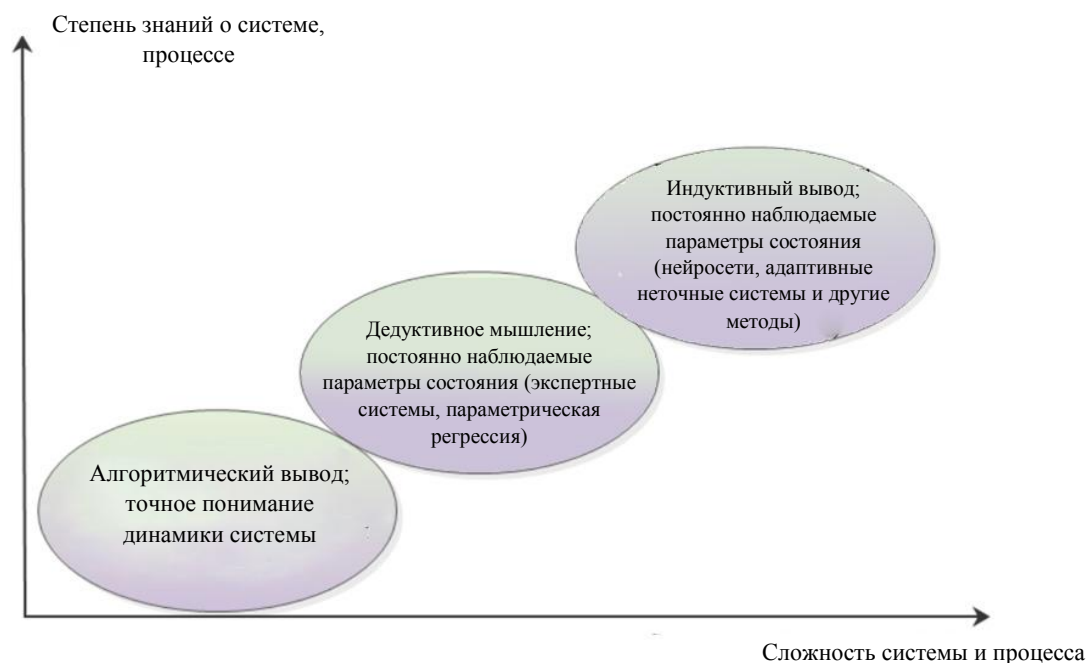 Степень знаний о системе,
процессе
Индуктивный вывод;
постоянно наблюдаемые
параметры состояния
(нейросети, адаптивные
неточные системы и другие
методы)
Дедуктивное мышление;
постоянно наблюдаемые
параметры состояния (экспертные
системы, параметрическая
регрессия)
Алгоритмический вывод;
точное понимание
динамики системы
Сложность системы и процесса